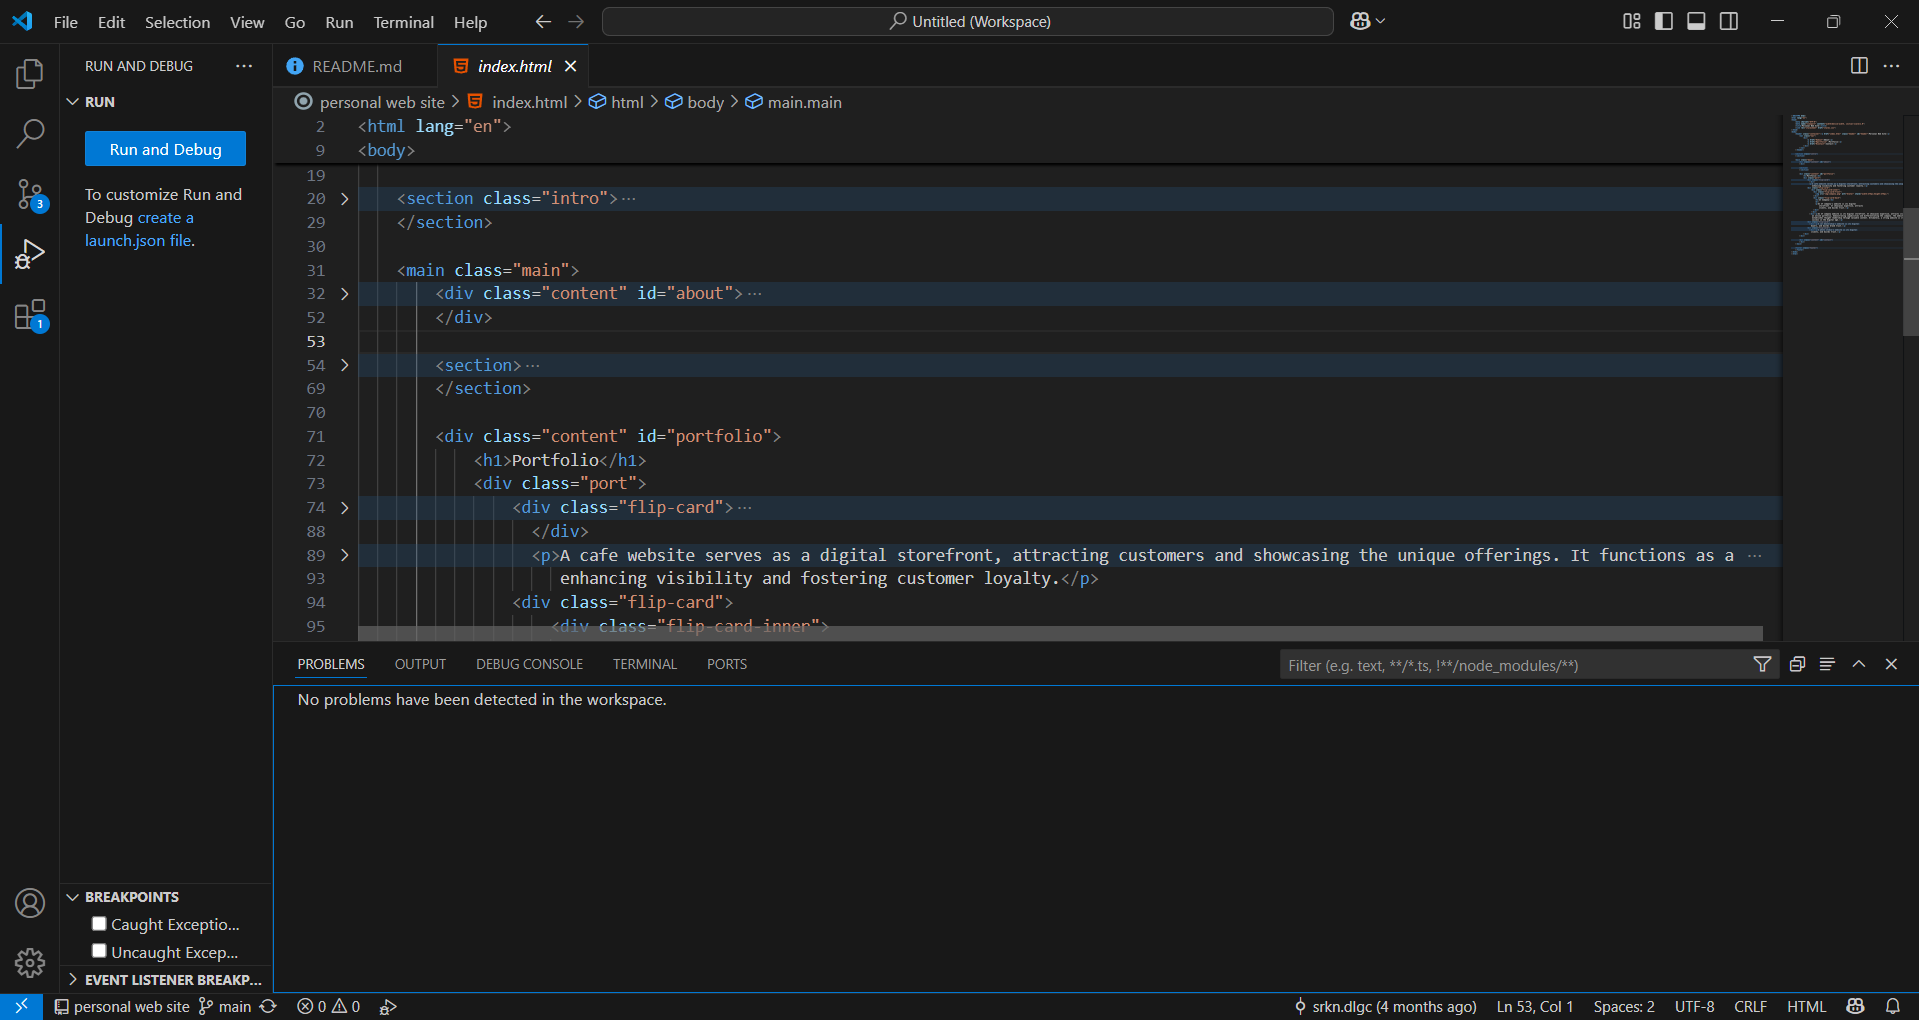 File Edit Selection View Go Run Terminal Help
Untitled (Workspace)
RUN AND DEBUG
README.md
index.html
RUN
personal web site > index.html > html > body > main.main
Run and Debug
To customize Run and
Debug create a
launch.json file.
2 <html lang="en">
9 <body>
19
20 <section class="intro">…
29 </section>
30
31 <main class="main">
32 <div class="content" id="about">…
52 </div>
53
54 <section>…
69 </section>
70
71 <div class="content" id="portfolio">
72 <h1>Portfolio</h1>
73 <div class="port">
74 <div class="flip-card">…
88 </div>
89 <p>A cafe website serves as a digital storefront, attracting customers and showcasing the unique offerings. It functions as a …
93 enhancing visibility and fostering customer loyalty.</p>
94 <div class="flip-card">
95 <div class="flip-card-inner">
3
1
PROBLEMS OUTPUT DEBUG CONSOLE TERMINAL PORTS
Filter (e.g. text, **/*.ts, !**/node_modules/**)
No problems have been detected in the workspace.
BREAKPOINTS
Caught Exceptio...
Uncaught Excep...
EVENT LISTENER BREAKP...
personal web site main 0 0
srkn.dlgc (4 months ago) Ln 53, Col 1 Spaces: 2 UTF-8 CRLF HTML